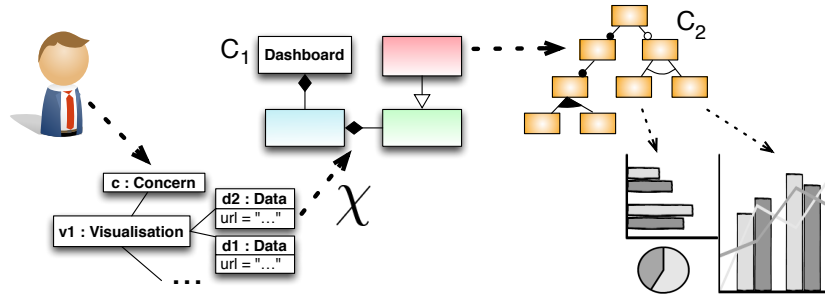 C1
Dashboard
C2
c : Concern
v1 : Visualisation
d2 : Data
url = "..."
d1 : Data
url = "..."
...
χ